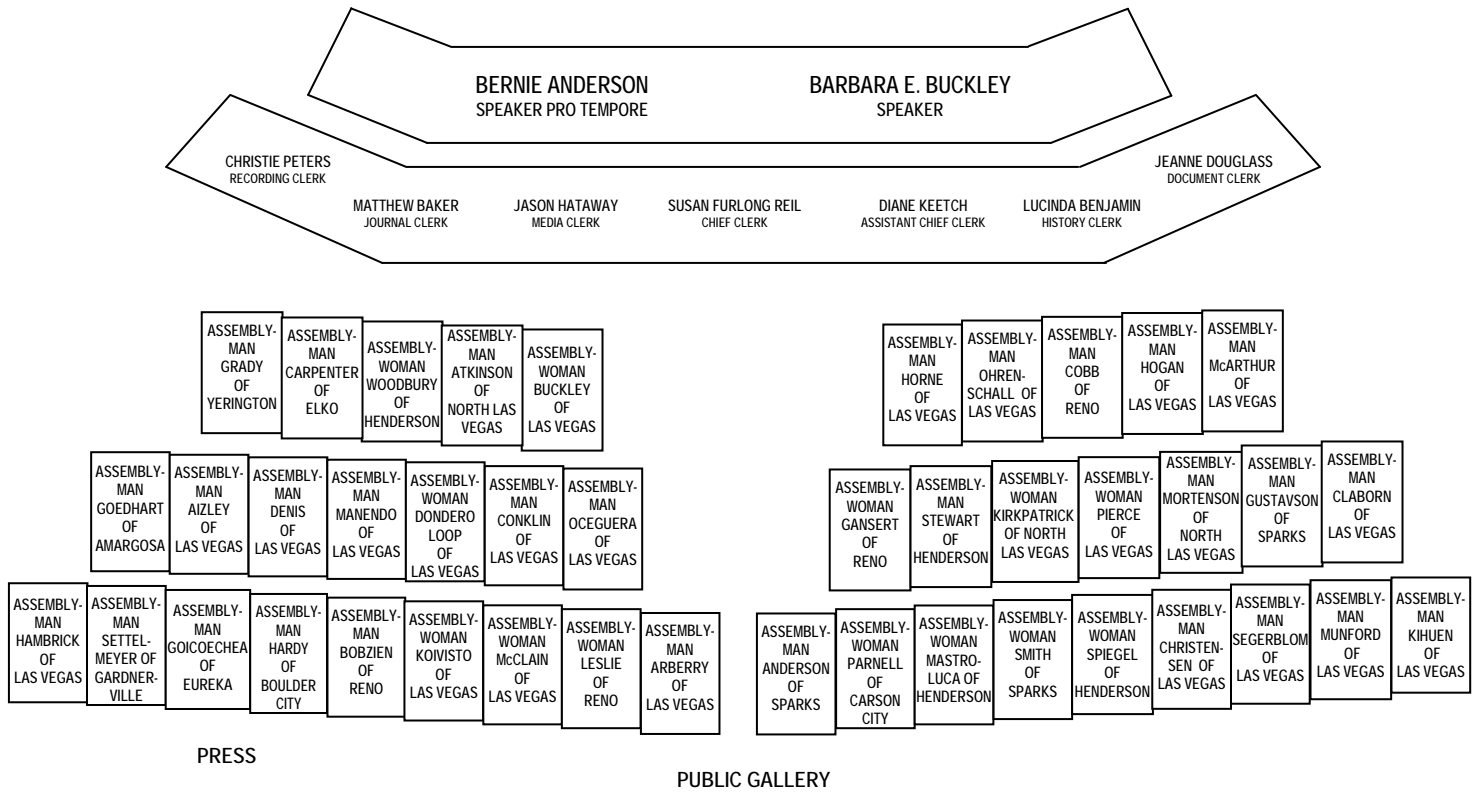 BERNIE ANDERSON
SPEAKER PRO TEMPORE
BARBARA E. BUCKLEY
SPEAKER
CHRISTIE PETERS
RECORDING CLERK
MATTHEW BAKER
JOURNAL CLERK
JASON HATAWAY
MEDIA CLERK
SUSAN FURLONG REIL
CHIEF CLERK
DIANE KEETCH
ASSISTANT CHIEF CLERK
LUCINDA BENJAMIN
HISTORY CLERK
JEANNE DOUGLASS
DOCUMENT CLERK
ASSEMBLY-
MAN
GRADY
OF
YERINGTON
ASSEMBLY-
MAN
CARPENTER
OF
ELKO
ASSEMBLY-
WOMAN
WOODBURY
OF
HENDERSON
ASSEMBLY-
MAN
ATKINSON
OF
NORTH LAS
VEGAS
ASSEMBLY-
WOMAN
BUCKLEY
OF
LAS VEGAS
ASSEMBLY-
MAN
HORNE
OF
LAS VEGAS
ASSEMBLY-
MAN
OHREN-
SCHALL OF
LAS VEGAS
ASSEMBLY-
MAN
COBB
OF
RENO
ASSEMBLY-
MAN
HOGAN
OF
LAS VEGAS
ASSEMBLY-
MAN
McARTHUR
OF
LAS VEGAS
ASSEMBLY-
MAN
GOEDHART
OF
AMARGOSA
ASSEMBLY-
MAN
AIZLEY
OF
LAS VEGAS
ASSEMBLY-
MAN
DENIS
OF
LAS VEGAS
ASSEMBLY-
MAN
MANENDO
OF
LAS VEGAS
ASSEMBLY-
WOMAN
DONDERO
LOOP
OF
LAS VEGAS
ASSEMBLY-
MAN
CONKLIN
OF
LAS VEGAS
ASSEMBLY-
MAN
OCEGUERA
OF
LAS VEGAS
ASSEMBLY-
WOMAN
GANSERT
OF
RENO
ASSEMBLY-
MAN
STEWART
OF
HENDERSON
ASSEMBLY-
WOMAN
KIRKPATRICK
OF NORTH
LAS VEGAS
ASSEMBLY-
WOMAN
PIERCE
OF
LAS VEGAS
ASSEMBLY-
MAN
MORTENSON
OF
NORTH
LAS VEGAS
ASSEMBLY-
MAN
GUSTAVSON
OF
SPARKS
ASSEMBLY-
MAN
CLABORN
OF
LAS VEGAS
ASSEMBLY-
MAN
HAMBRICK
OF
LAS VEGAS
ASSEMBLY-
MAN
SETTEL-
MEYER OF
GARDNER-
VILLE
ASSEMBLY-
MAN
GOICOECHEA
OF
EUREKA
ASSEMBLY-
MAN
HARDY
OF
BOULDER
CITY
ASSEMBLY-
MAN
BOBZIEN
OF
RENO
ASSEMBLY-
WOMAN
KOIVISTO
OF
LAS VEGAS
ASSEMBLY-
WOMAN
McCLAIN
OF
LAS VEGAS
ASSEMBLY-
WOMAN
LESLIE
OF
RENO
ASSEMBLY-
MAN
ARBERRY
OF
LAS VEGAS
ASSEMBLY-
MAN
ANDERSON
OF
SPARKS
ASSEMBLY-
WOMAN
PARNELL
OF
CARSON
CITY
ASSEMBLY-
WOMAN
MASTRO-
LUCA OF
HENDERSON
ASSEMBLY-
WOMAN
SMITH
OF
SPARKS
ASSEMBLY-
WOMAN
SPIEGEL
OF
HENDERSON
ASSEMBLY-
MAN
CHRISTEN-
SEN OF
LAS VEGAS
ASSEMBLY-
MAN
SEGERBLOM
OF
LAS VEGAS
ASSEMBLY-
MAN
MUNFORD
OF
LAS VEGAS
ASSEMBLY-
MAN
KIHUEN
OF
LAS VEGAS
PRESS
PUBLIC GALLERY